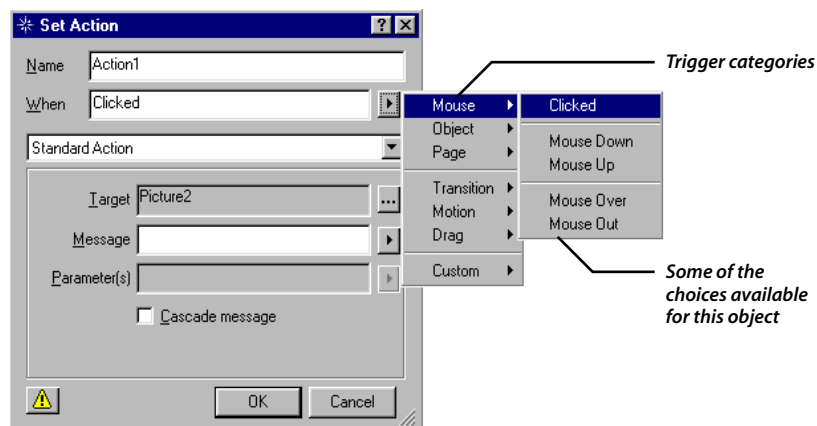 Set Action
Name Action1
When Clicked
Standard Action
Target Picture2 ...
Message
Parameter(s)
Cascade message
OK Cancel
Mouse
Object
Page
Transition
Motion
Drag
Custom
Clicked
Mouse Down
Mouse Up
Mouse Over
Mouse Out
Trigger categories
Some of the
choices available
for this object